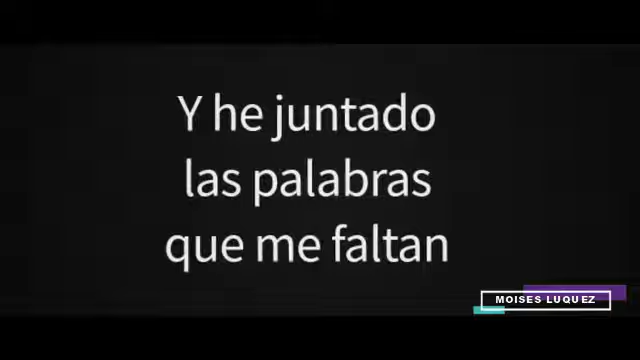 Y he juntado
las palabras
que me faltan
MOISES LUQUEZ